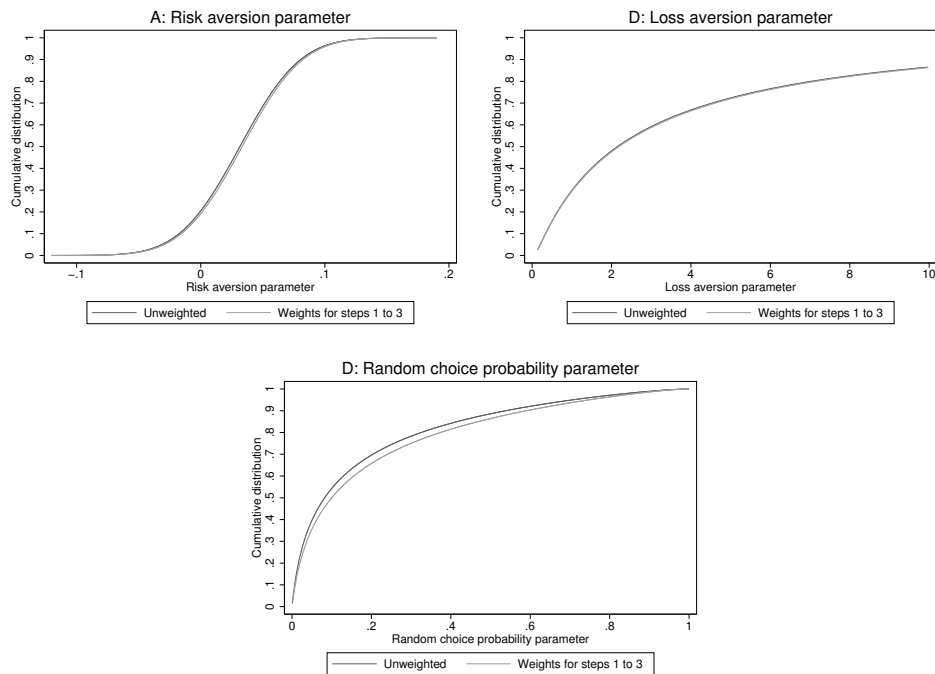 A: Risk aversion parameter
Cumulative distribution
0 .1 .2 .3 .4 .5 .6 .7 .8 .9 1
-.1 0 .1 .2
Risk aversion parameter
Unweighted Weights for steps 1 to 3
D: Loss aversion parameter
Cumulative distribution
0 .1 .2 .3 .4 .5 .6 .7 .8 .9 1
0 2 4 6 8 10
Loss aversion parameter
Unweighted Weights for steps 1 to 3
D: Random choice probability parameter
Cumulative distribution
0 .1 .2 .3 .4 .5 .6 .7 .8 .9 1
0 .2 .4 .6 .8 1
Random choice probability parameter
Unweighted Weights for steps 1 to 3